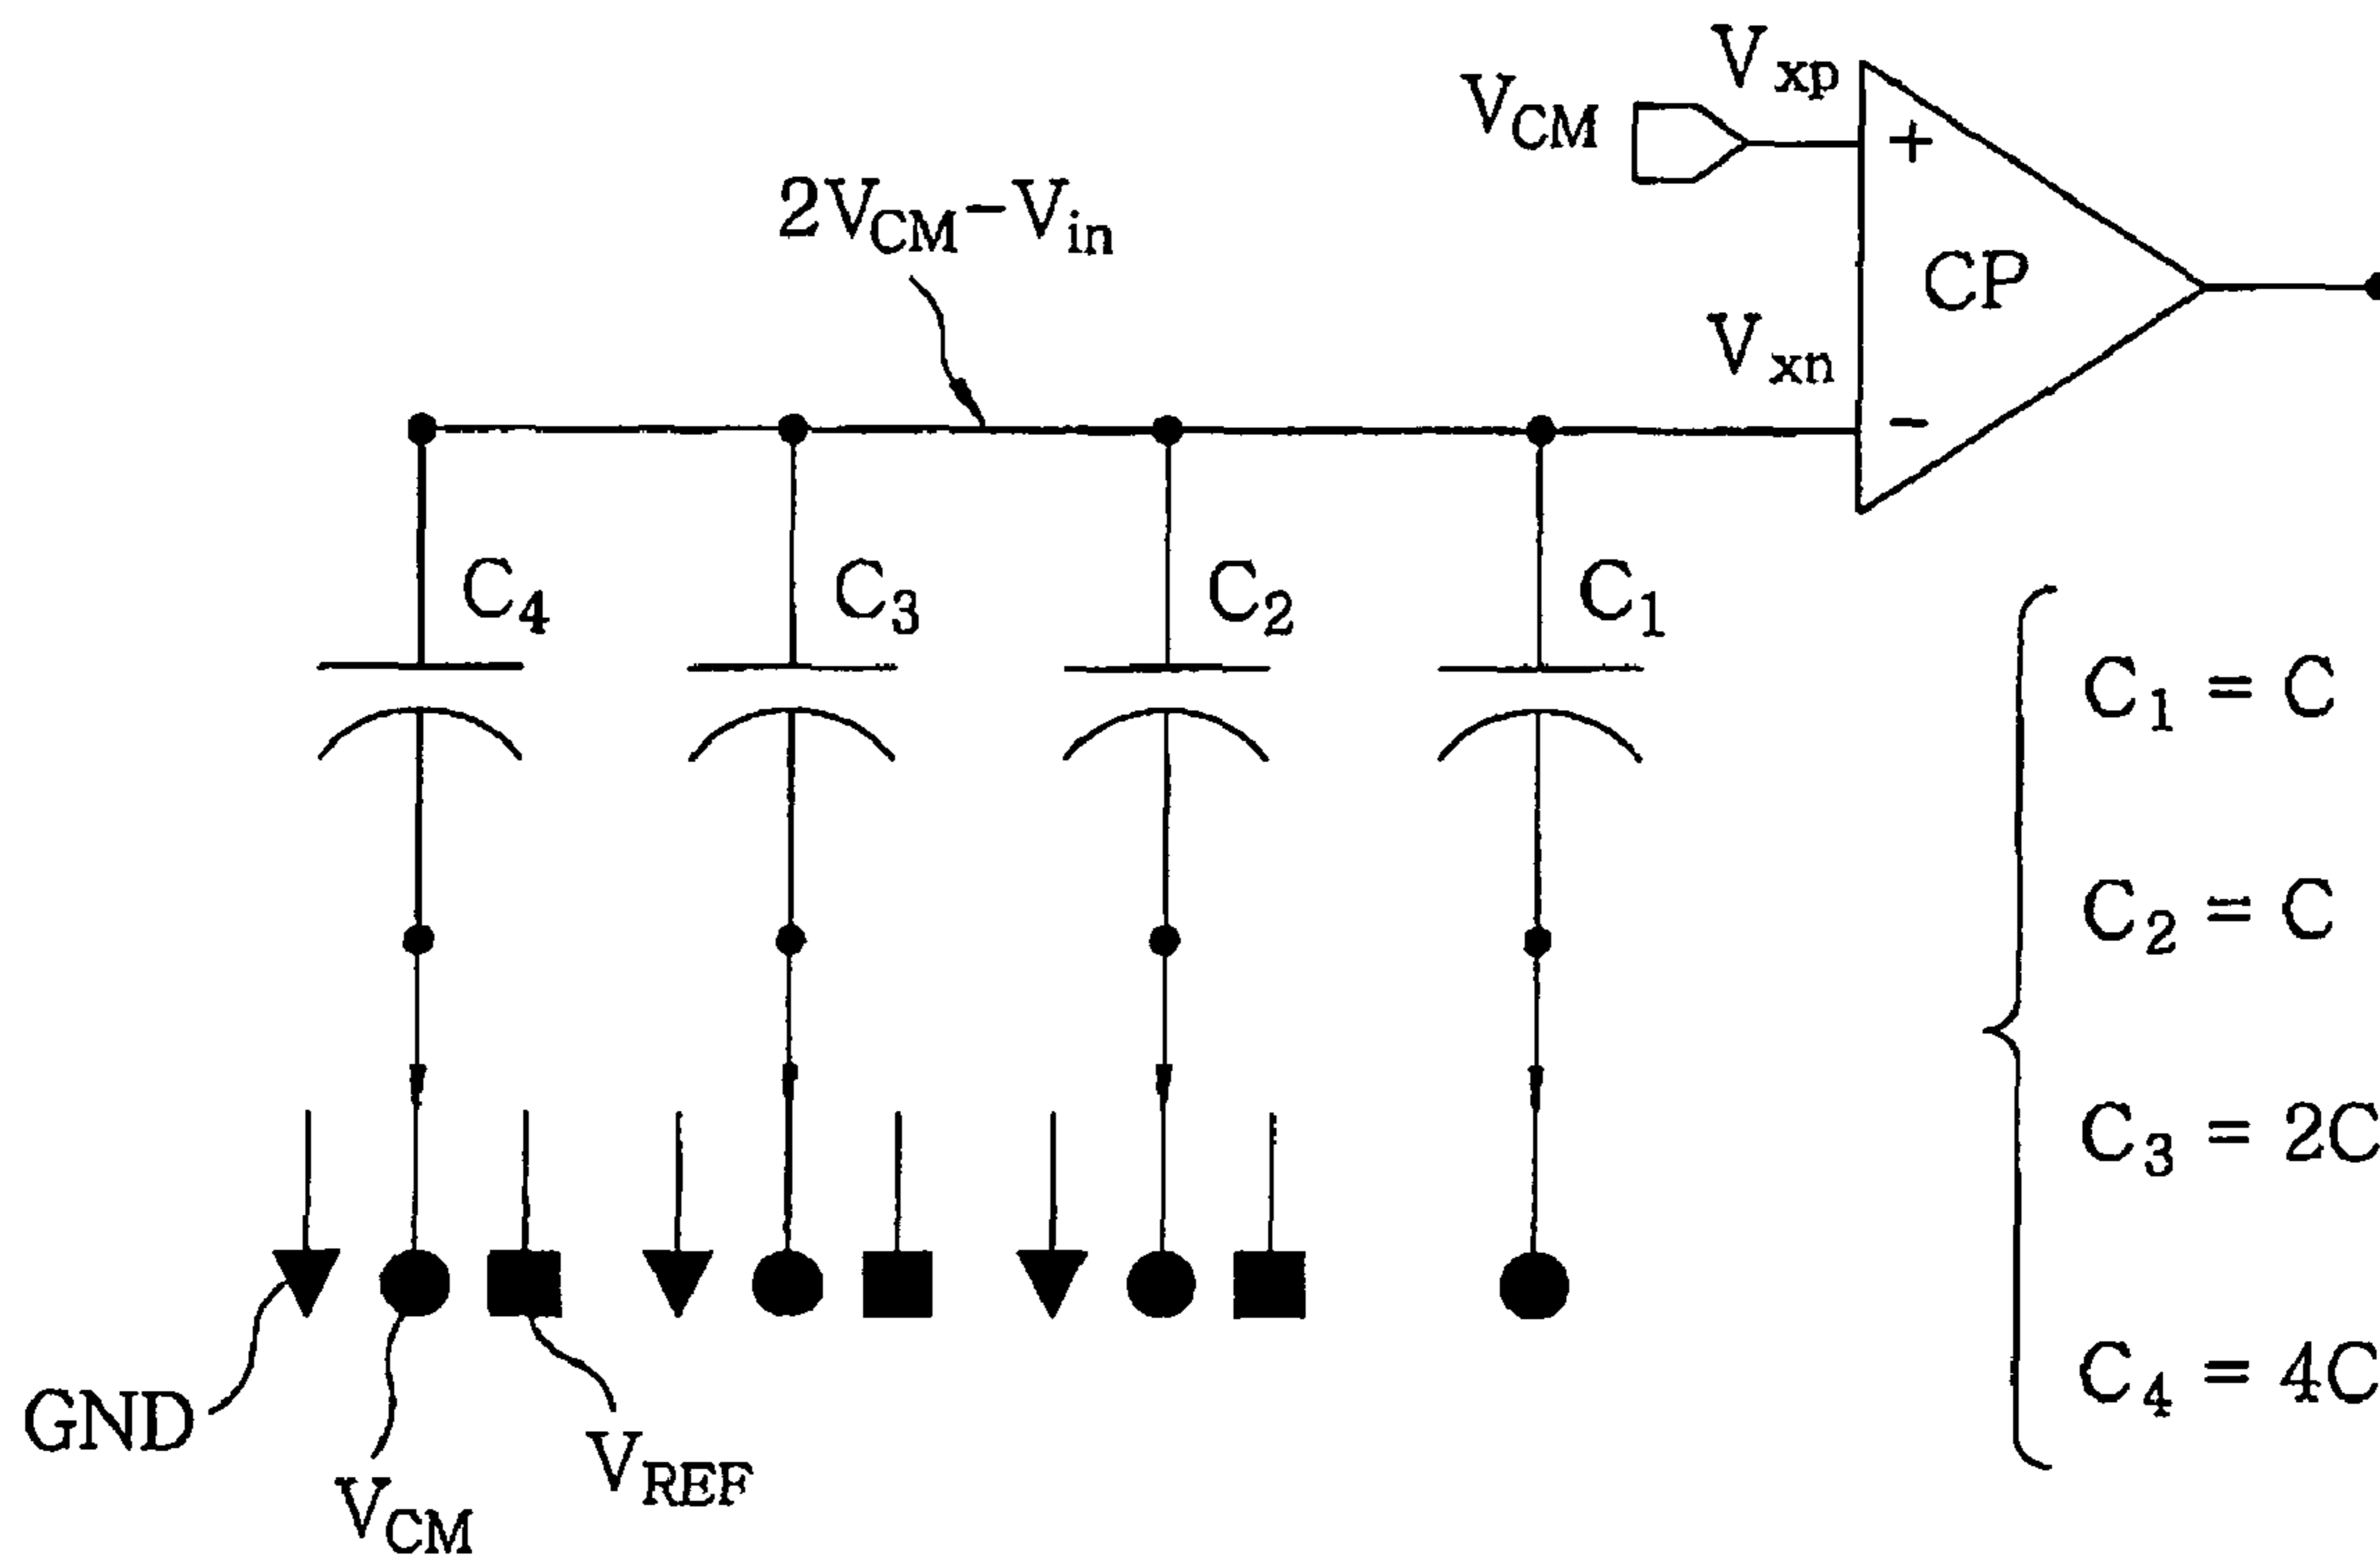 V_xp
V_CM
+
2V_CM-V_in
CP
V_xn
-
C_4
C_3
C_2
C_1
C_1 = C
C_2 = C
C_3 = 2C
C_4 = 4C
GND
V_REF
V_CM